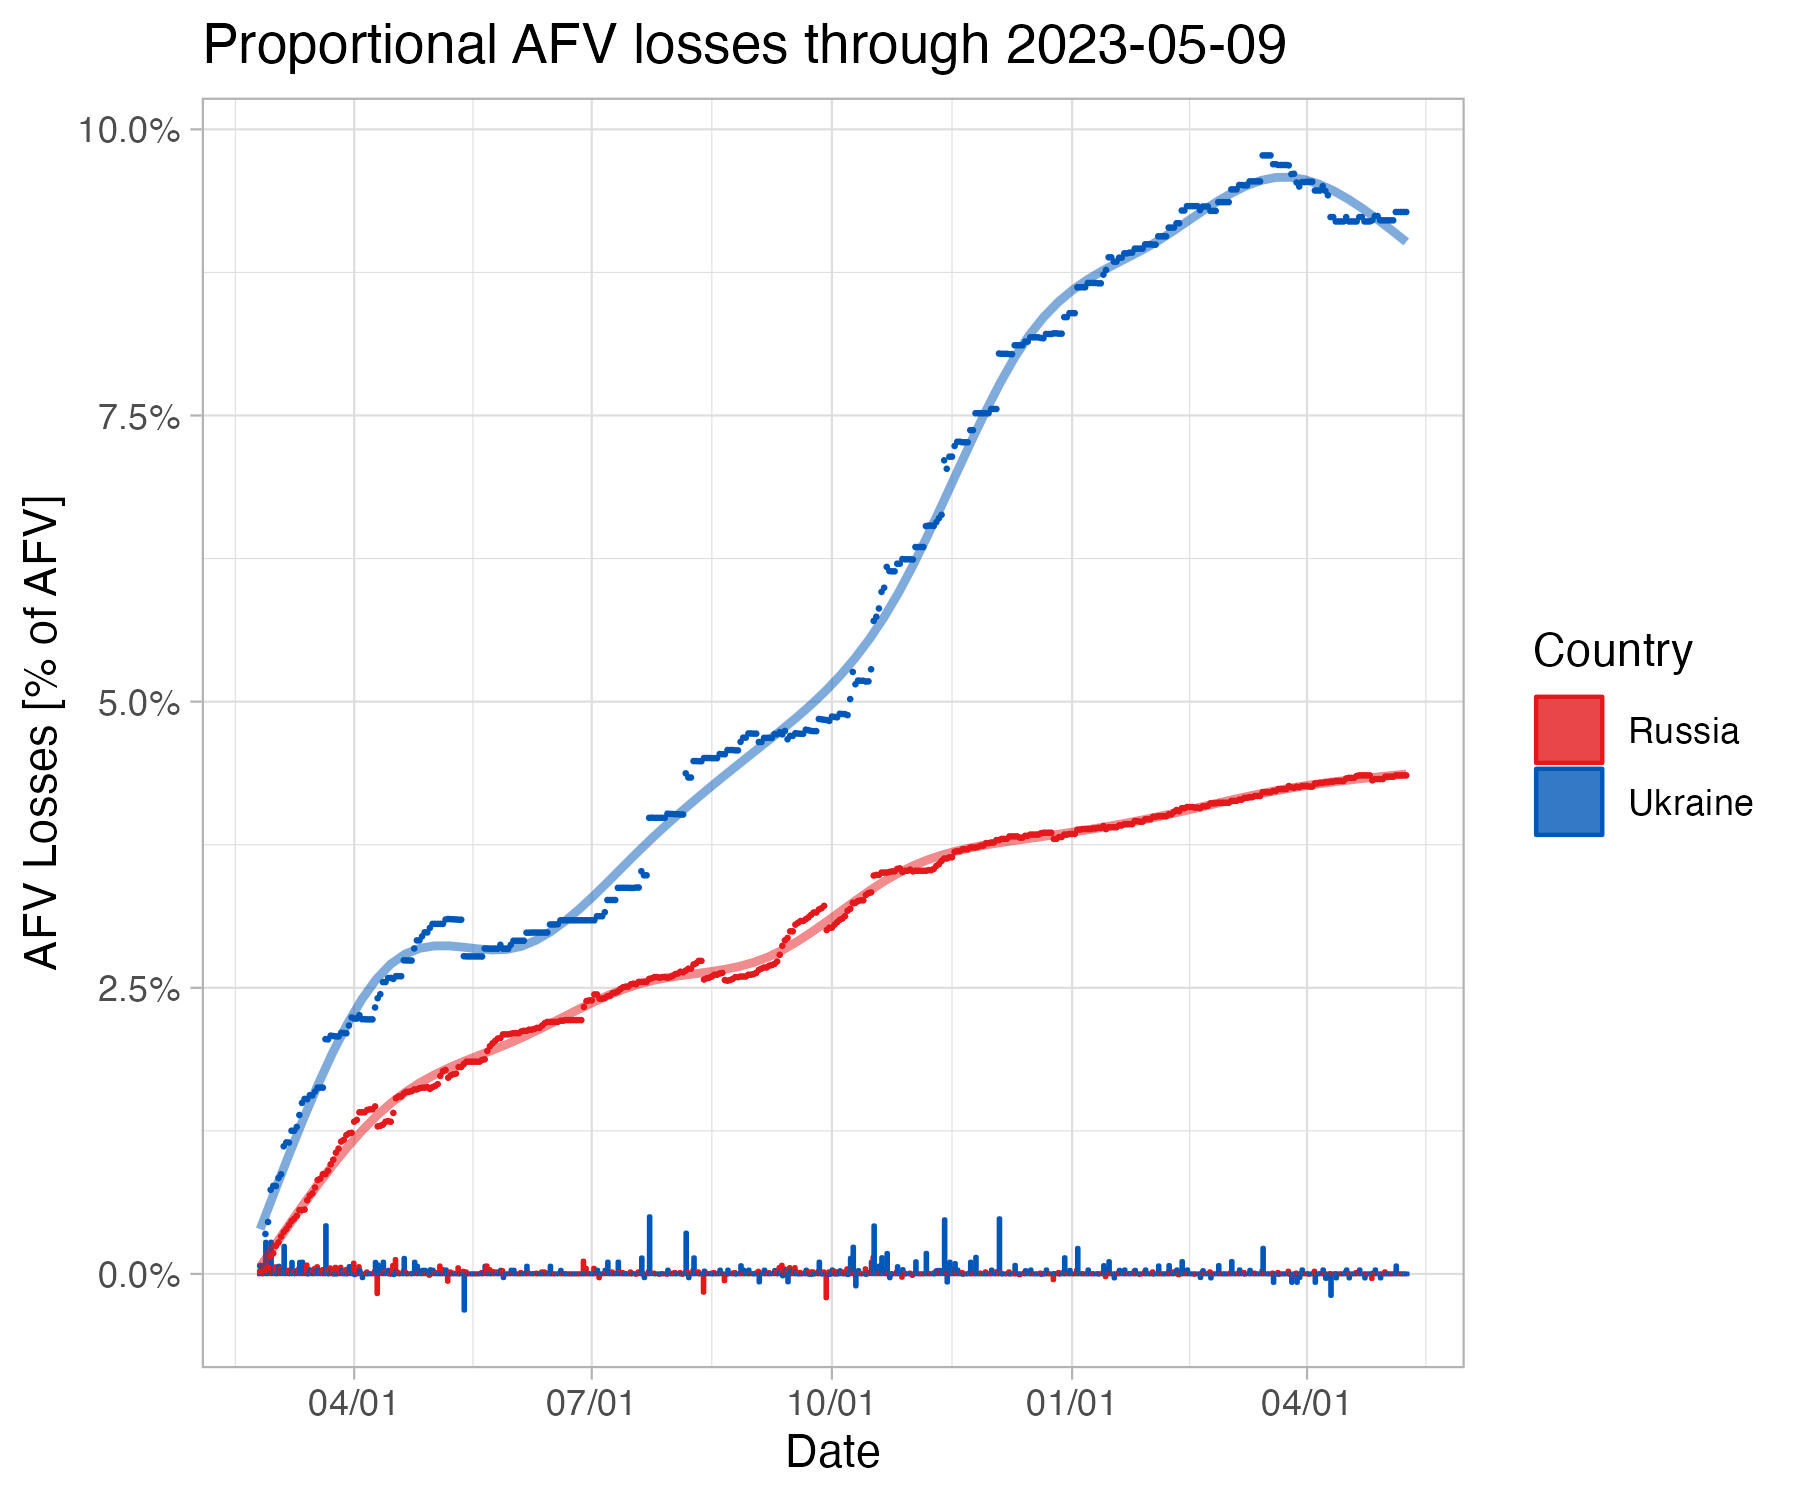 Proportional AFV losses through 2023-05-09
AFV Losses [% of AFV]
10.0%
7.5%
5.0%
2.5%
0.0%
04/01
07/01
10/01
01/01
04/01
Date
Country
Russia
Ukraine